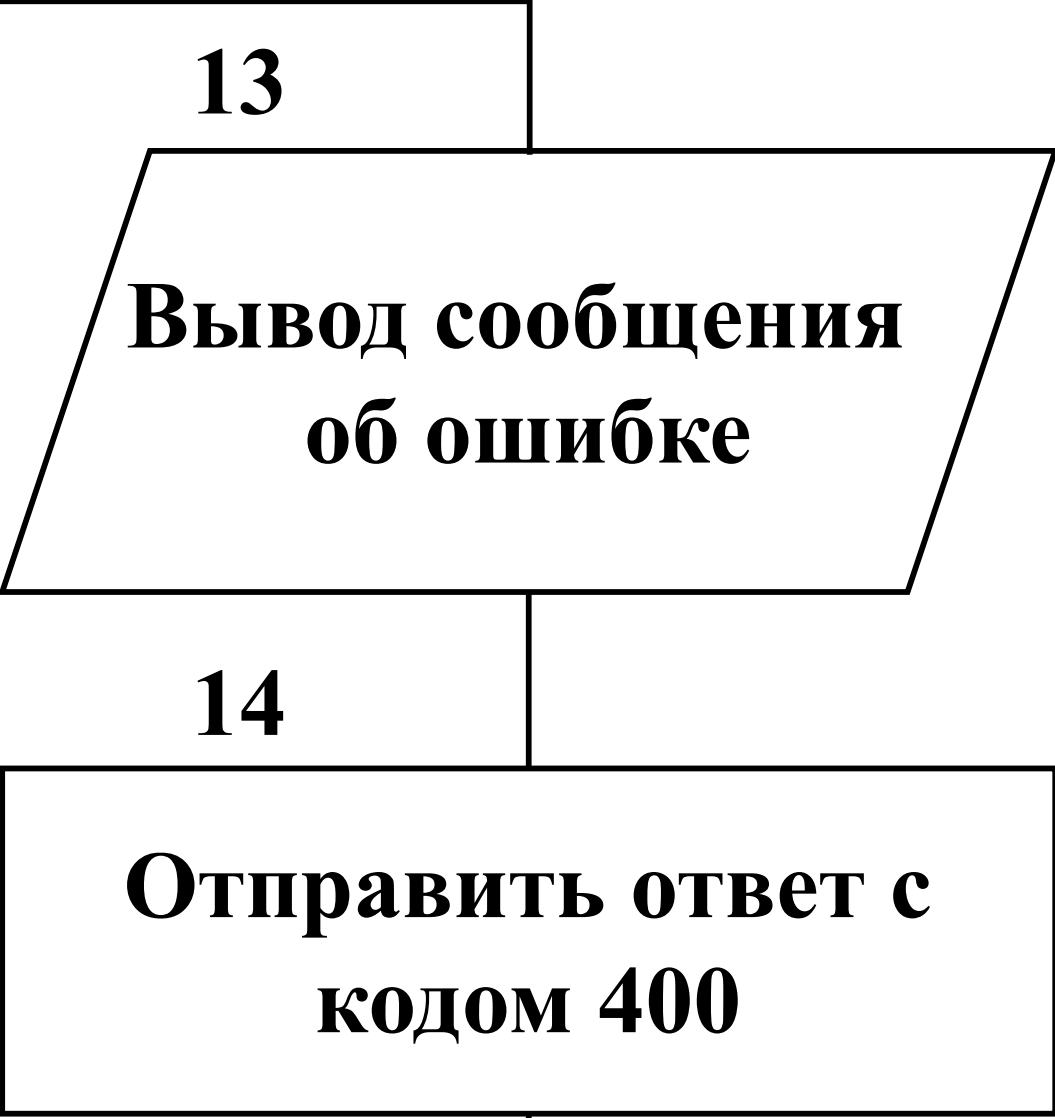 13
Вывод сообщения
об ошибке
14
Отправить ответ с
кодом 400